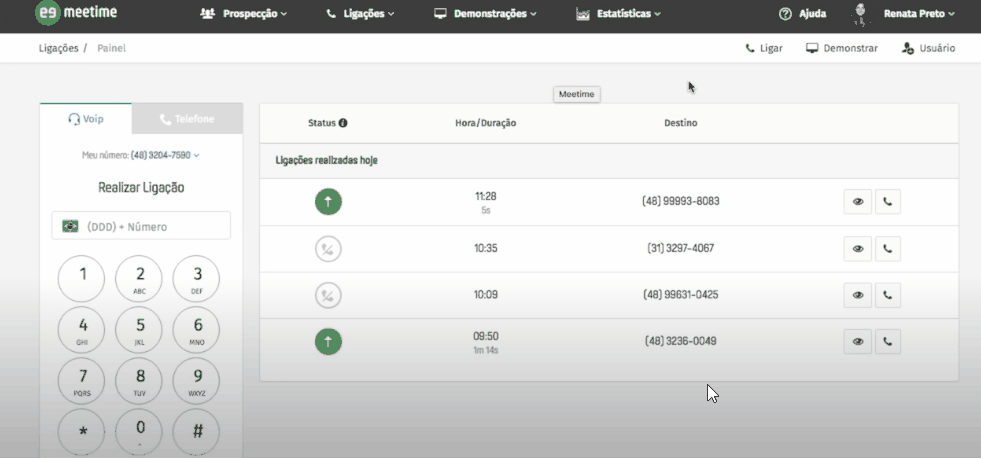 meetime
Prospecção
Ligações
Demonstrações
Estatísticas
Ajuda
Renata Preto
Ligações / Painel
Ligar
Demonstrar
Usuário
Meetime
Voip
Telefone
Meu número: (48) 3204-7590
Realizar Ligação
(DDD) + Número
1
2
ABC
3
DEF
4
GHI
5
JKL
6
MNO
7
PQRS
8
TUV
9
WXYZ
*
0
#
Status
Hora/Duração
Destino
Ligações realizadas hoje
11:28
5s
(48) 99993-8083
10:35
(31) 3297-4067
10:09
(48) 99631-0425
09:50
1m 14s
(48) 3236-0049